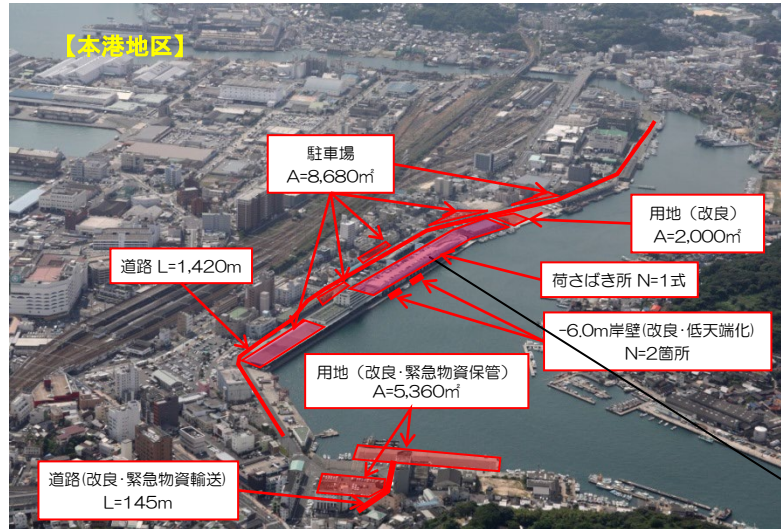 【本港地区】
駐車場
A=8,680㎡
用地（改良）
A=2,000㎡
道路 L=1,420m
荷さばき所 N=1式
-6.0m岸壁(改良・低天端化)
N=2箇所
用地（改良・緊急物資保管）
A=5,360㎡
道路(改良・緊急物資輸送)
L=145m